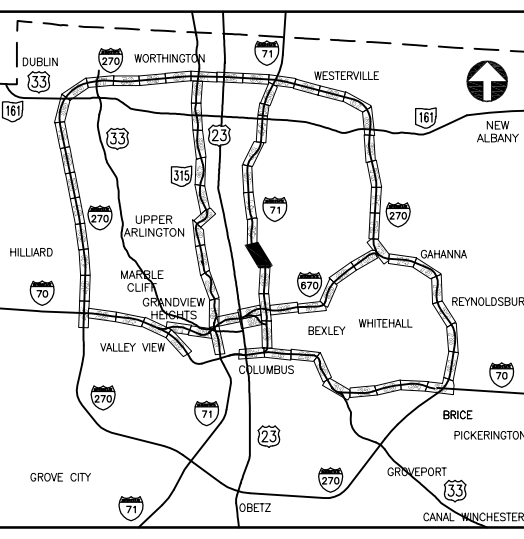 DUBLIN
270
WORTHINGTON
71
WESTERVILLE
33
161
161
NEW
ALBANY
33
23
315
270
71
270
UPPER
ARLINGTON
HILLIARD
GAHANNA
70
MARBLE
CLIFF
670
GRANDVIEW
HEIGHTS
REYNOLDSBUR
BEXLEY
WHITEHALL
VALLEY VIEW
COLUMBUS
70
270
71
BRICE
23
PICKERINGTON
GROVE CITY
270
GROVEPORT
33
71
OBETZ
CANAL WINCHESTER